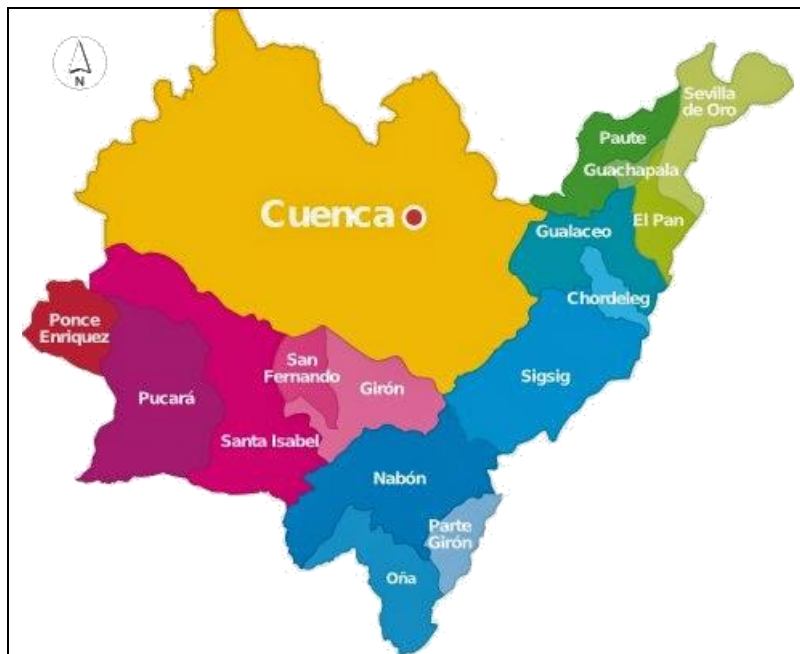 N
Sevilla
de Oro
Paute
Guachapala
Cuenca
El Pan
Gualaceo
Chordeleg
Ponce
Enriquez
San
Fernando
Girón
Sigsig
Pucará
Santa Isabel
Nabón
Parte
Girón
Oña